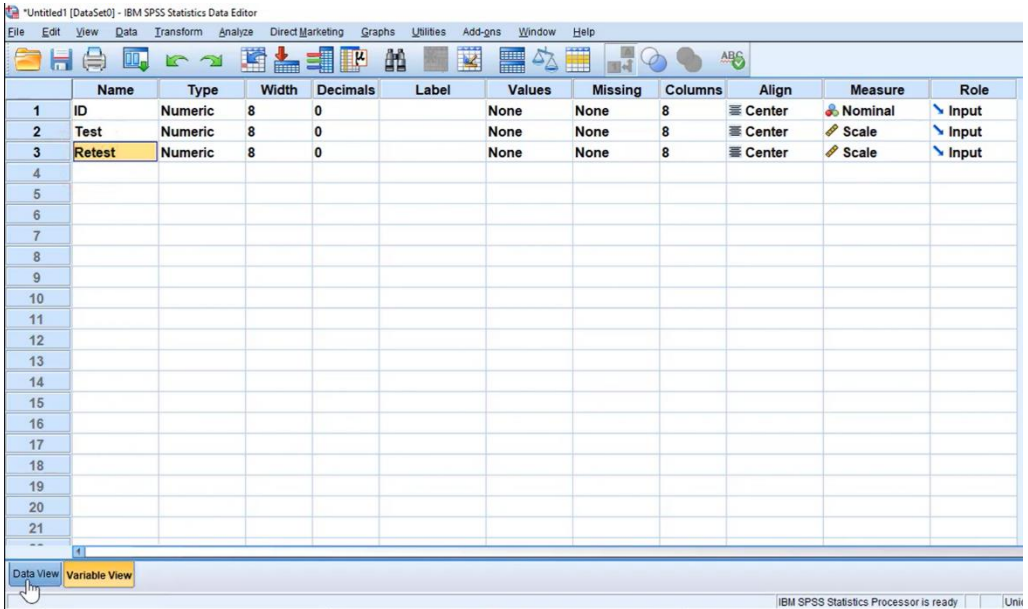 *Untitled1 [DataSet0] - IBM SPSS Statistics Data Editor
File Edit View Data Transform Analyze Direct Marketing Graphs Utilities Add-ons Window Help
Name Type Width Decimals Label Values Missing Columns Align Measure Role
1 ID Numeric 8 0 None None 8 Center Nominal Input
2 Test Numeric 8 0 None None 8 Center Scale Input
3 Retest Numeric 8 0 None None 8 Center Scale Input
4
5
6
7
8
9
10
11
12
13
14
15
16
17
18
19
20
21
Data View Variable View
IBM SPSS Statistics Processor is ready